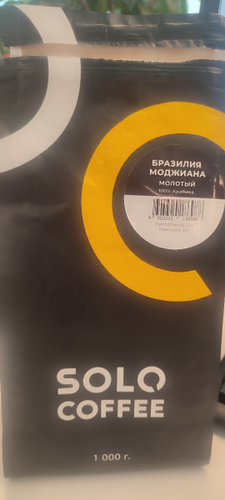 БРАЗИЛИЯ
МОДЖИАНА
МОЛОТЫЙ
100% Арабика
SOLO
COFFEE
1 000 г.